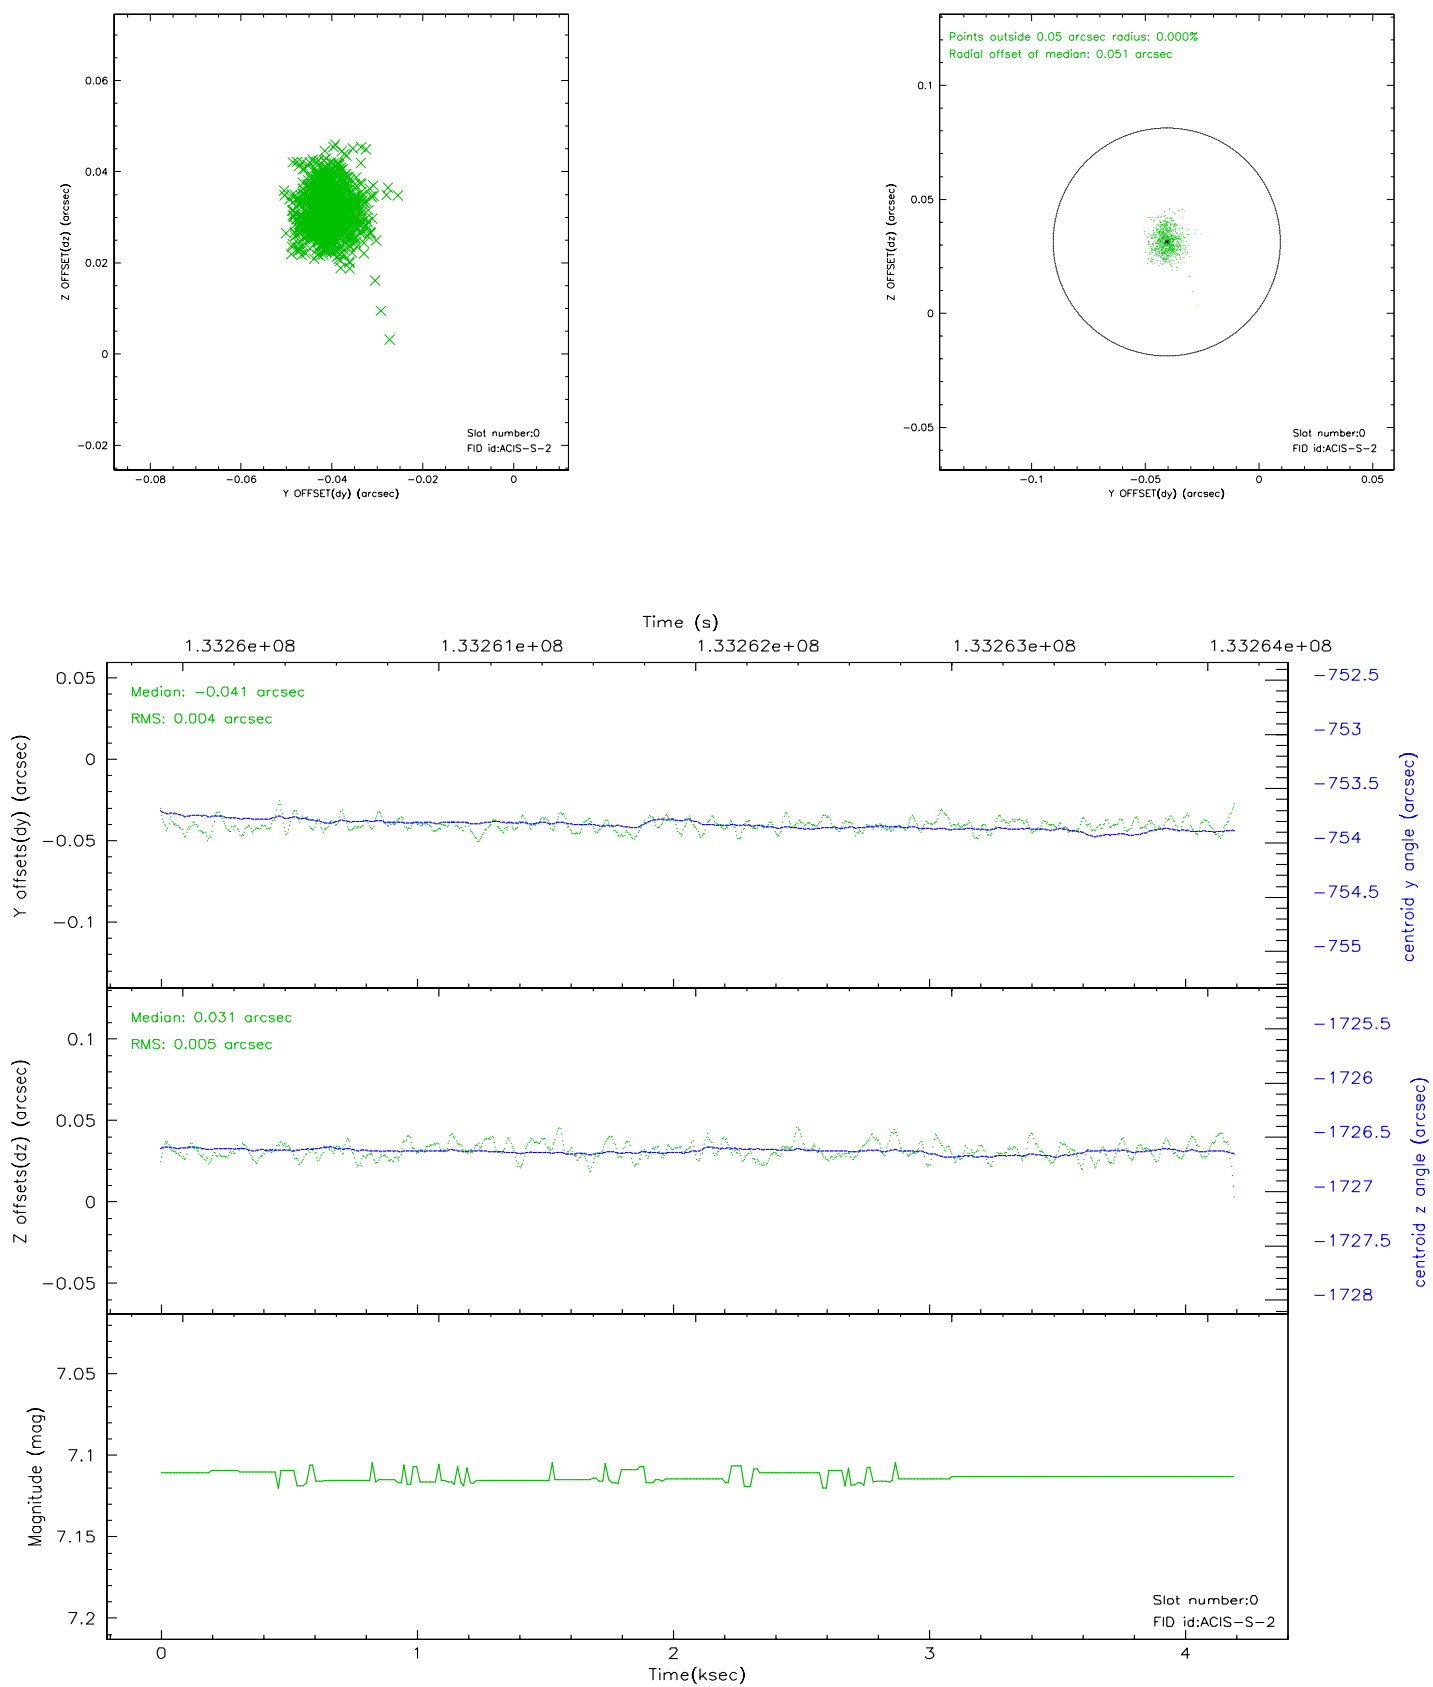 0.06
0.04
0.02
0
−0.02
Z OFFSET(dz) (arcsec)
Slot number:0
FID id:ACIS−S−2
−0.08 −0.06 −0.04 −0.02 0
Y OFFSET(dy) (arcsec)
Points outside 0.05 arcsec radius: 0.000%
Radial offset of median: 0.051 arcsec
0.1
0.05
0
−0.05
Z OFFSET(dz) (arcsec)
Slot number:0
FID id:ACIS−S−2
−0.1 −0.05 0 0.05
Y OFFSET(dy) (arcsec)
Time (s)
1.3326e+08 1.33261e+08 1.33262e+08 1.33263e+08 1.33264e+08
Median: −0.041 arcsec
RMS: 0.004 arcsec
0.05
0
−0.05
−0.1
Y offsets(dy) (arcsec)
−752.5
−753
−753.5
−754
−754.5
−755
centroid y angle (arcsec)
Median: 0.031 arcsec
RMS: 0.005 arcsec
0.1
0.05
0
−0.05
Z offsets(dz) (arcsec)
−1725.5
−1726
−1726.5
−1727
−1727.5
−1728
centroid z angle (arcsec)
7.05
7.1
7.15
7.2
Magnitude (mag)
Slot number:0
FID id:ACIS−S−2
0 1 2 3 4
Time(ksec)